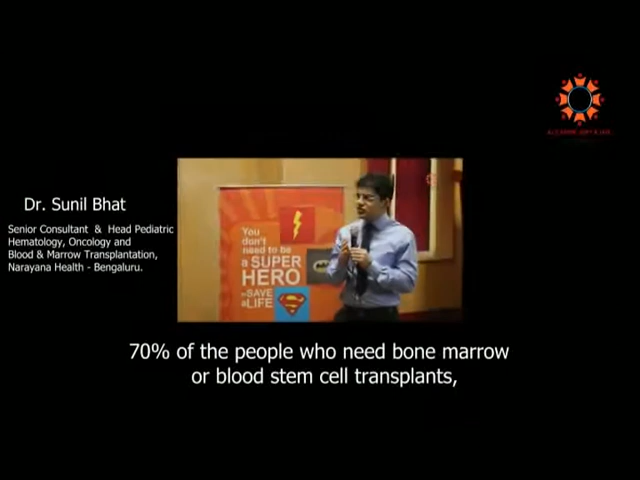 Dr. Sunil Bhat
Senior Consultant & Head Pediatric
Hematology, Oncology and
Blood & Marrow Transplantation,
Narayana Health - Bengaluru.
You
don't
need to be
a SUPER
HERO
to SAVE
a LIFE
70% of the people who need bone marrow
or blood stem cell transplants,